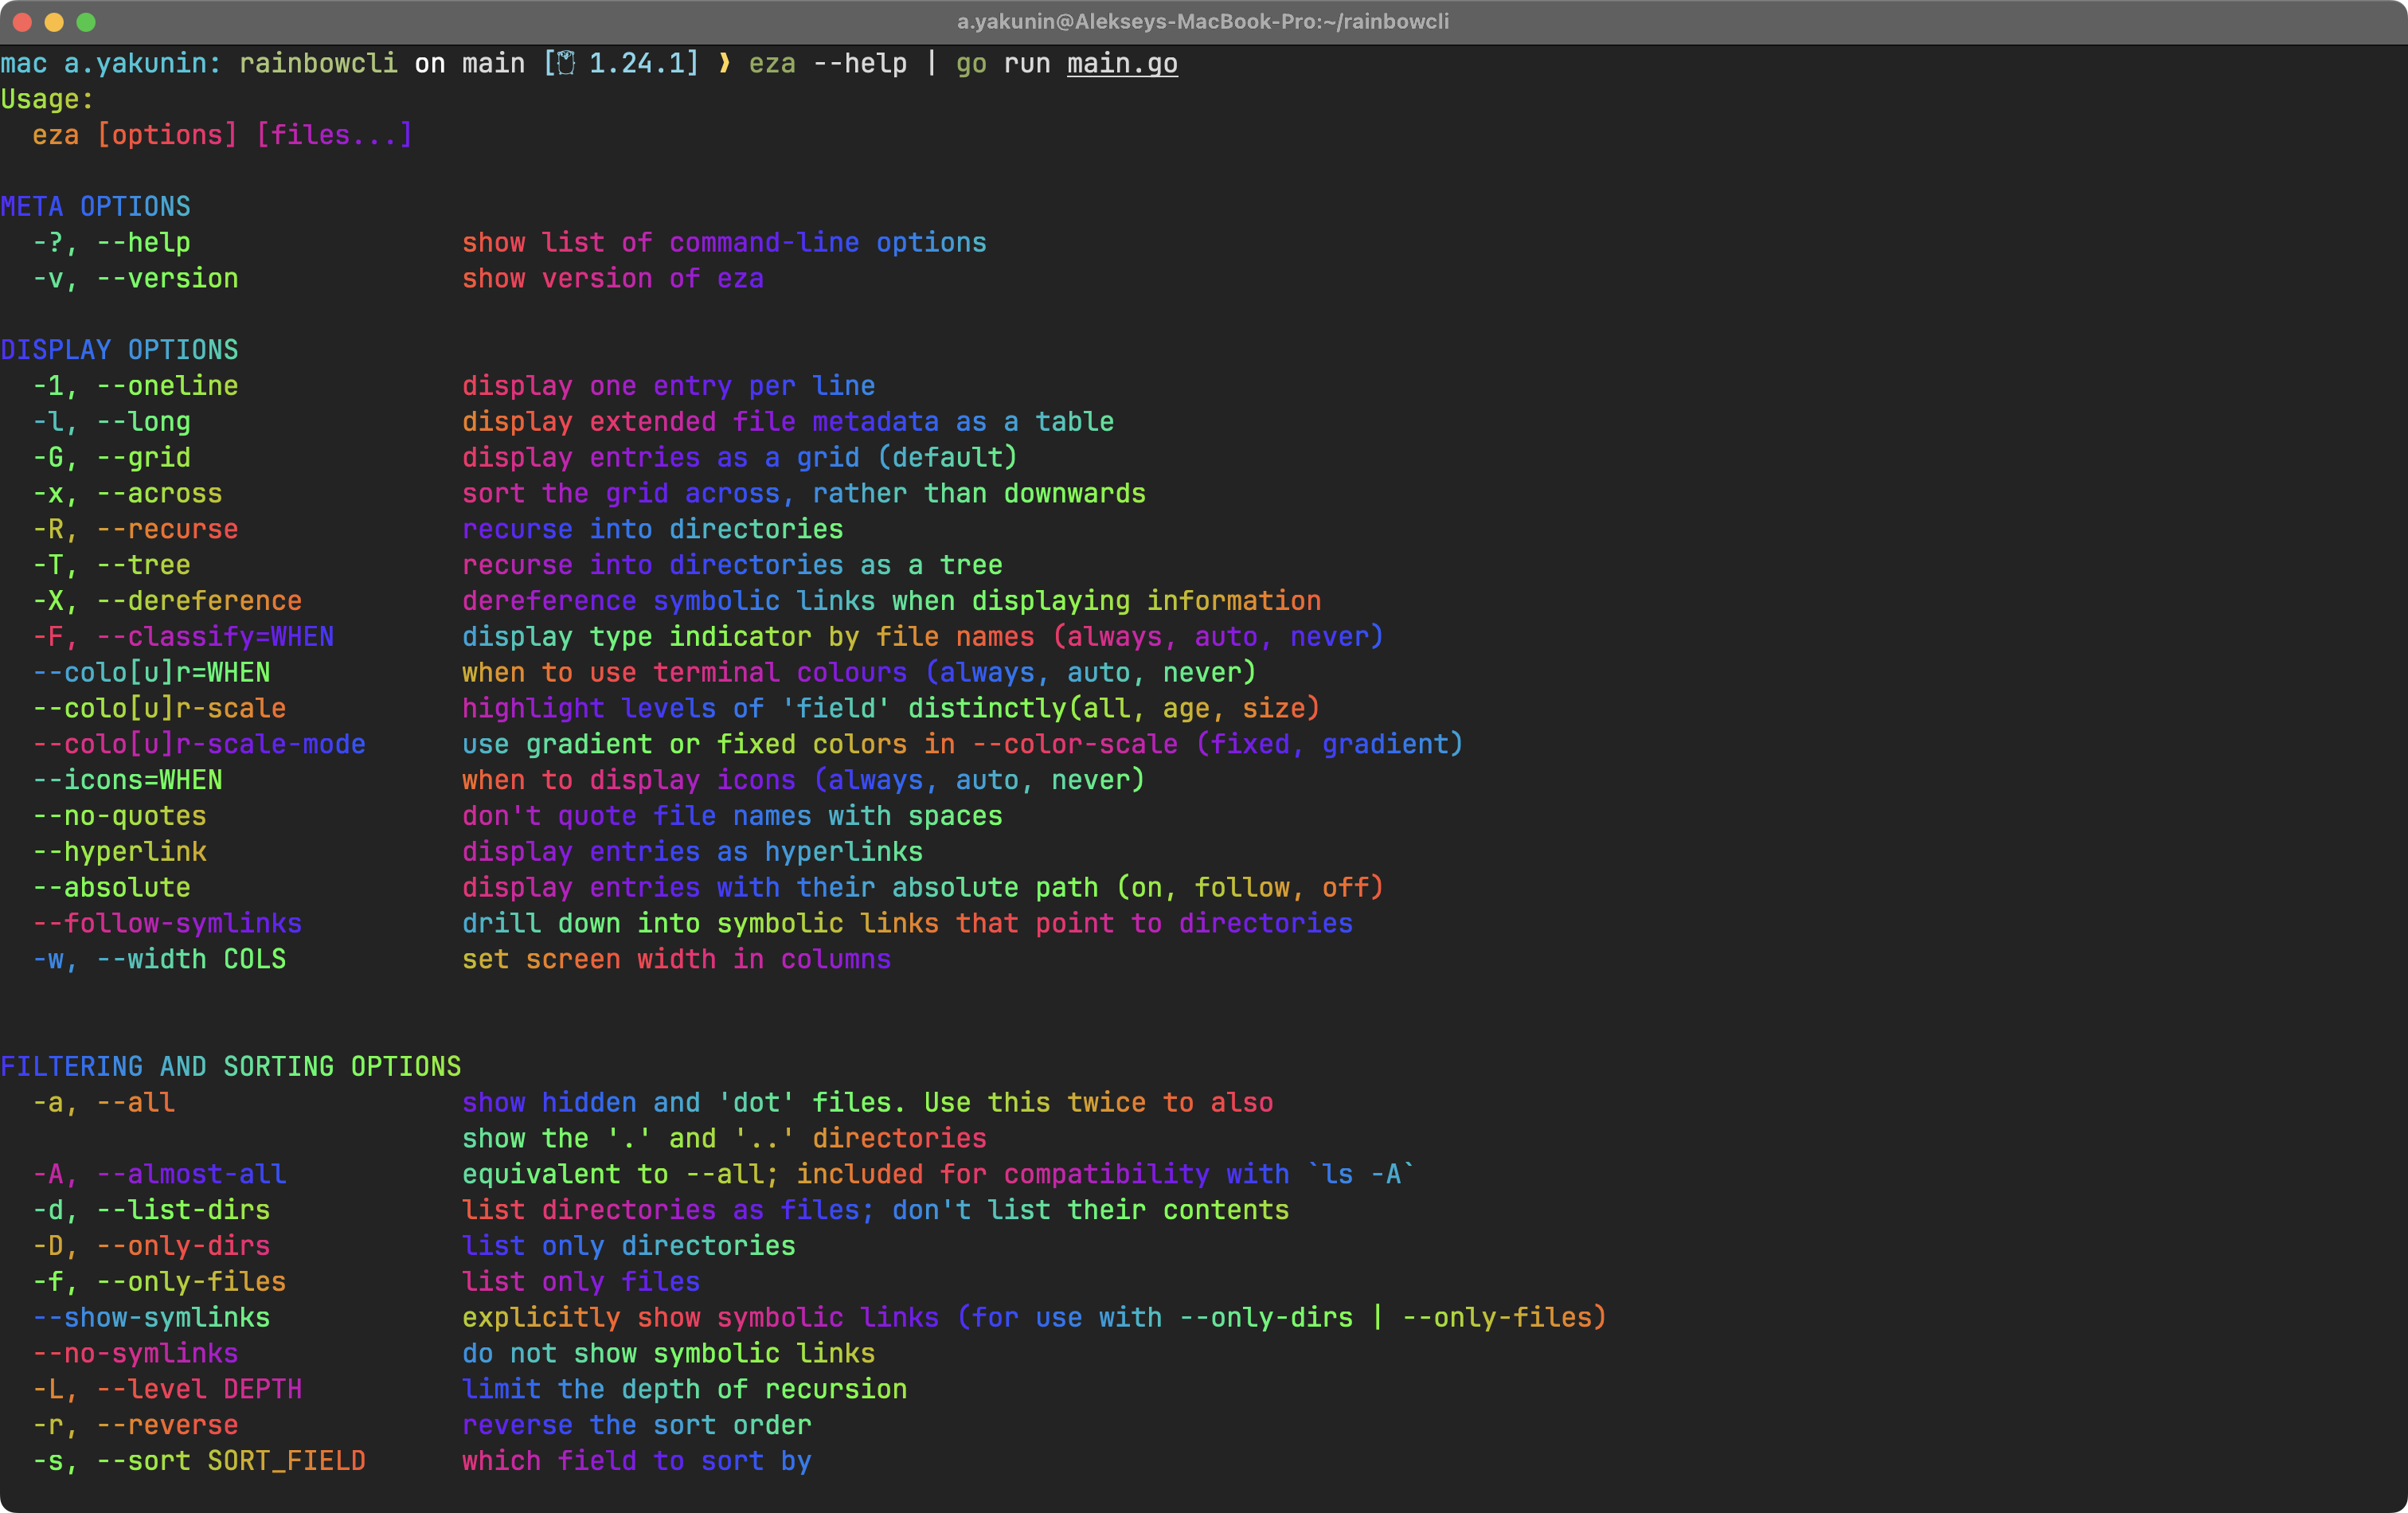 a.yakunin@Alekseys-MacBook-Pro:~/rainbowcli
mac a.yakunin: rainbowcli on main [ 1.24.1] ❱ eza --help | go run main.go
Usage:
  eza [options] [files...]

META OPTIONS
  -?, --help                 show list of command-line options
  -v, --version              show version of eza

DISPLAY OPTIONS
  -1, --oneline              display one entry per line
  -l, --long                 display extended file metadata as a table
  -G, --grid                 display entries as a grid (default)
  -x, --across               sort the grid across, rather than downwards
  -R, --recurse              recurse into directories
  -T, --tree                 recurse into directories as a tree
  -X, --dereference          dereference symbolic links when displaying information
  -F, --classify=WHEN        display type indicator by file names (always, auto, never)
  --colo[u]r=WHEN            when to use terminal colours (always, auto, never)
  --colo[u]r-scale           highlight levels of 'field' distinctly(all, age, size)
  --colo[u]r-scale-mode      use gradient or fixed colors in --color-scale (fixed, gradient)
  --icons=WHEN               when to display icons (always, auto, never)
  --no-quotes                don't quote file names with spaces
  --hyperlink                display entries as hyperlinks
  --absolute                 display entries with their absolute path (on, follow, off)
  --follow-symlinks          drill down into symbolic links that point to directories
  -w, --width COLS           set screen width in columns

FILTERING AND SORTING OPTIONS
  -a, --all                  show hidden and 'dot' files. Use this twice to also
                             show the '.' and '..' directories
  -A, --almost-all           equivalent to --all; included for compatibility with `ls -A`
  -d, --list-dirs            list directories as files; don't list their contents
  -D, --only-dirs            list only directories
  -f, --only-files           list only files
  --show-symlinks            explicitly show symbolic links (for use with --only-dirs | --only-files)
  --no-symlinks              do not show symbolic links
  -L, --level DEPTH          limit the depth of recursion
  -r, --reverse              reverse the sort order
  -s, --sort SORT_FIELD      which field to sort by